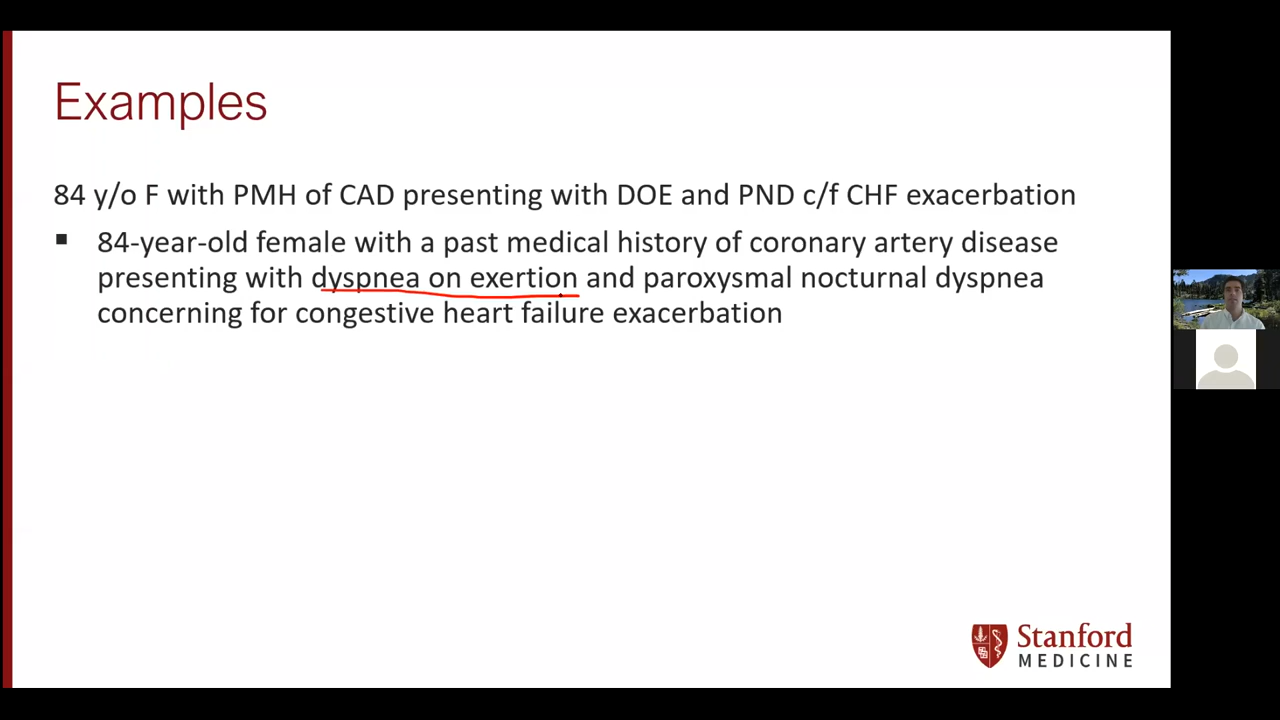 Examples
84 y/o F with PMH of CAD presenting with DOE and PND c/f CHF exacerbation
▪ 84-year-old female with a past medical history of coronary artery disease
presenting with dyspnea on exertion and paroxysmal nocturnal dyspnea
concerning for congestive heart failure exacerbation
Stanford
MEDICINE